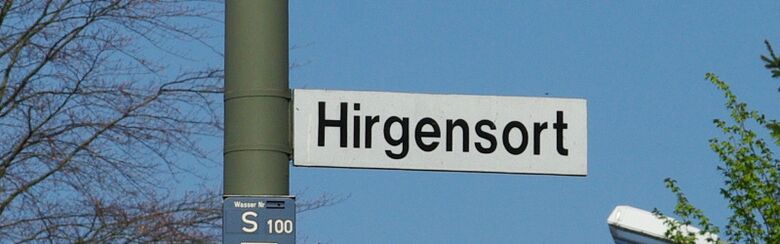 Hirgensort
Wasser Nr
S 100